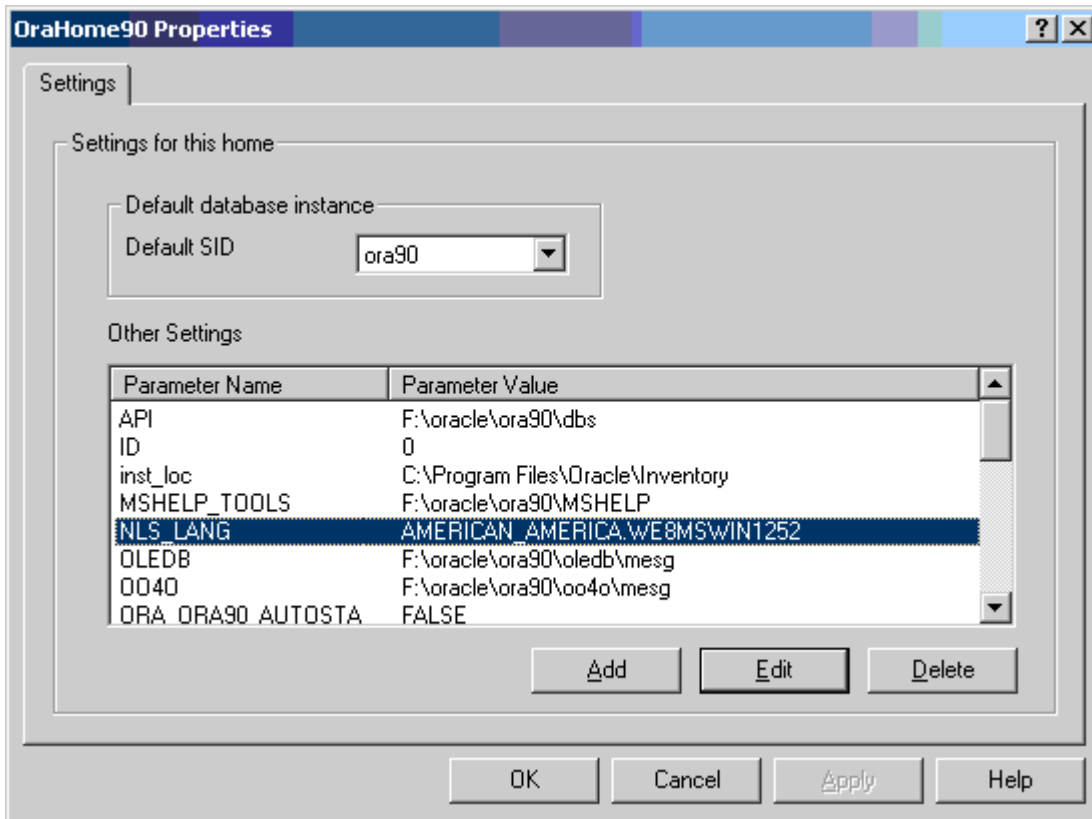 OraHome90 Properties
Settings
Settings for this home
Default database instance
Default SID
ora90
Other Settings
Parameter Name Parameter Value
API F:\oracle\ora90\dbs
ID 0
inst_loc C:\Program Files\Oracle\Inventory
MSHELP_TOOLS F:\oracle\ora90\MSHELP
NLS_LANG AMERICAN_AMERICA.WE8MSWIN1252
OLEDB F:\oracle\ora90\oledb\mesg
OO4O F:\oracle\ora90\oo4o\mesg
ORA_ORA90_AUTOSTA FALSE
Add Edit Delete
OK Cancel Apply Help